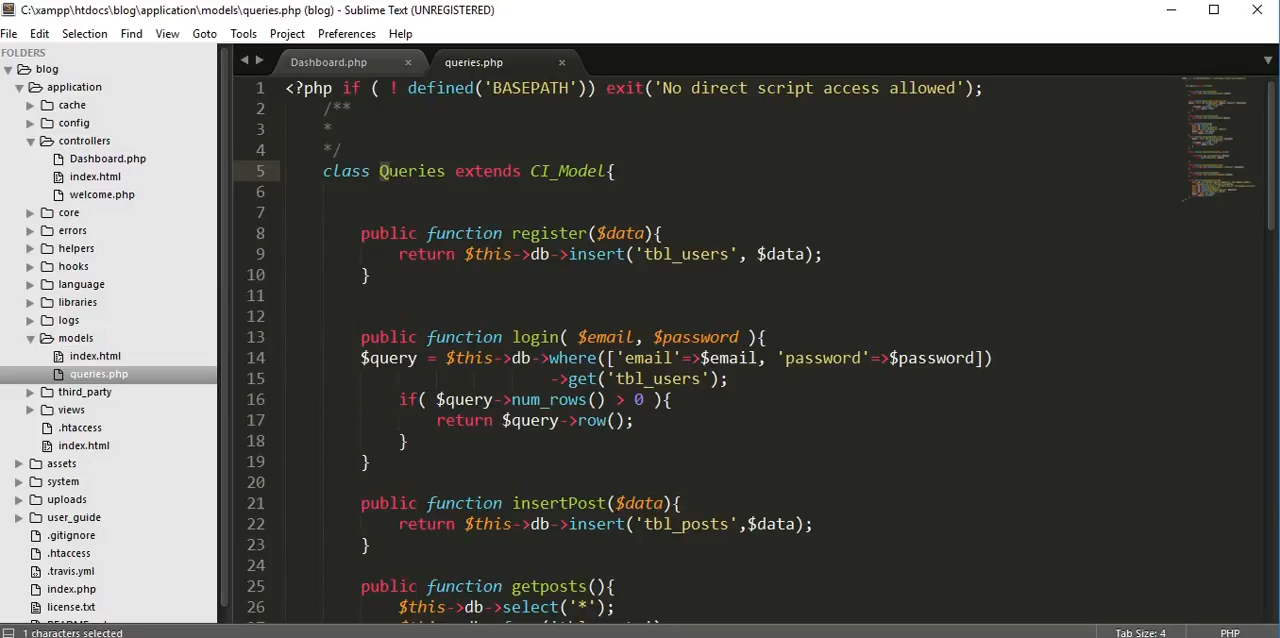 C:\xampp\htdocs\blog\application\models\queries.php (blog) - Sublime Text (UNREGISTERED)
File Edit Selection Find View Goto Tools Project Preferences Help
FOLDERS
blog
application
cache
config
controllers
Dashboard.php
index.html
welcome.php
core
errors
helpers
hooks
language
libraries
logs
models
index.html
queries.php
third_party
views
.htaccess
index.html
assets
system
uploads
user_guide
.gitignore
.htaccess
.travis.yml
index.php
license.txt
Dashboard.php × queries.php ×
1 <?php if ( ! defined('BASEPATH')) exit('No direct script access allowed');
2 /**
3 *
4 */
5 class Queries extends CI_Model{
6
7
8 public function register($data){
9 return $this->db->insert('tbl_users', $data);
10 }
11
12
13 public function login( $email, $password ){
14 $query = $this->db->where(['email'=>$email, 'password'=>$password])
15 ->get('tbl_users');
16 if( $query->num_rows() > 0 ){
17 return $query->row();
18 }
19 }
20
21 public function insertPost($data){
22 return $this->db->insert('tbl_posts',$data);
23 }
24
25 public function getposts(){
26 $this->db->select('*');
1 characters selected
Tab Size: 4 PHP